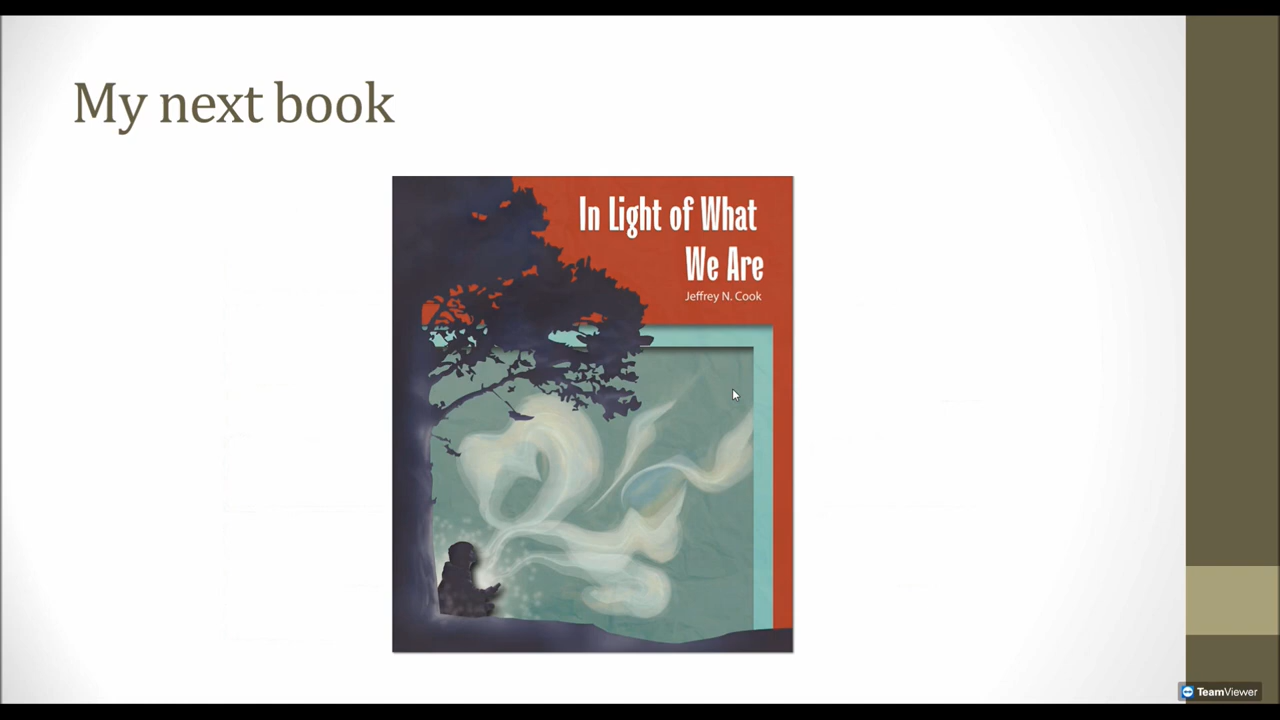 My next book
In Light of What
We Are
Jeffrey N. Cook
TeamViewer